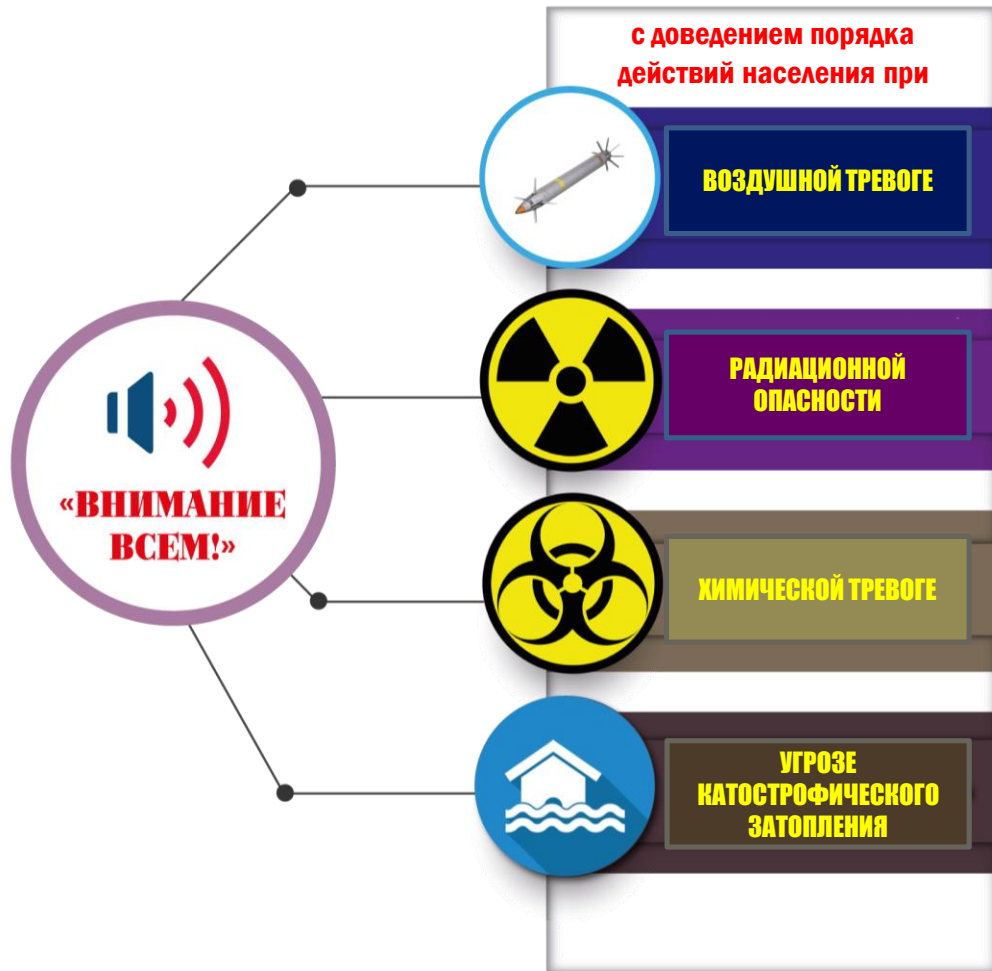 с доведением порядка
действий населения при
ВОЗДУШНОЙ ТРЕВОГЕ
РАДИАЦИОННОЙ
ОПАСНОСТИ
«ВНИМАНИЕ
ВСЕМ!»
ХИМИЧЕСКОЙ ТРЕВОГЕ
УГРОЗЕ
КАТОСТРОФИЧЕСКОГО
ЗАТОПЛЕНИЯ